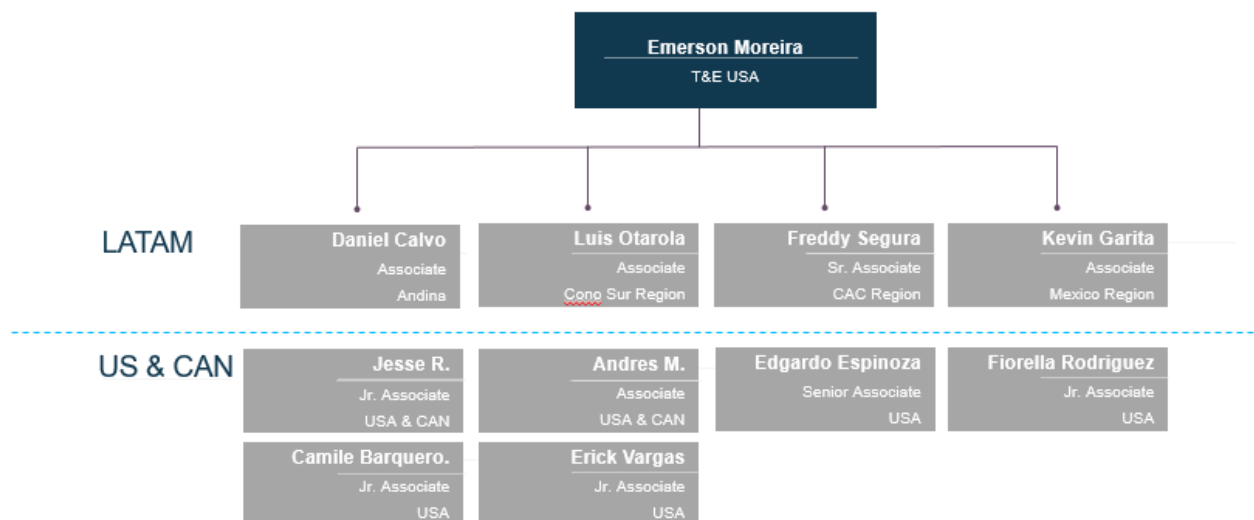 Emerson Moreira
T&E USA
LATAM
Daniel Calvo
Associate
Andina
Luis Otarola
Associate
Cono Sur Region
Freddy Segura
Sr. Associate
CAC Region
Kevin Garita
Associate
Mexico Region
US & CAN
Jesse R.
Jr. Associate
USA & CAN
Andres M.
Associate
USA & CAN
Edgardo Espinoza
Senior Associate
USA
Fiorella Rodriguez
Jr. Associate
USA
Camile Barquero.
Jr. Associate
USA
Erick Vargas
Jr. Associate
USA